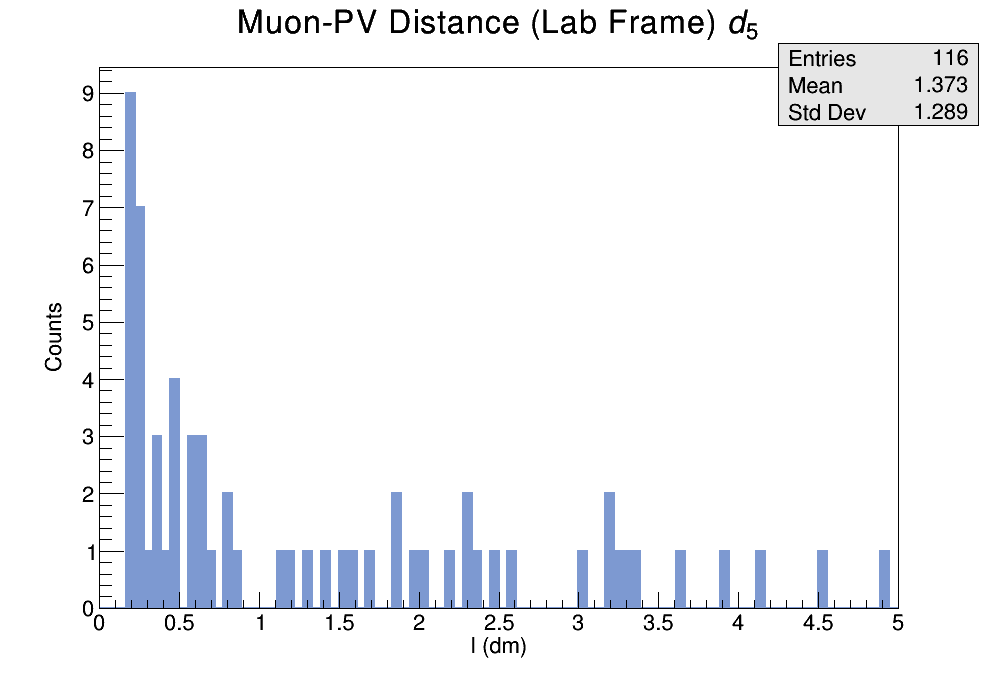 Muon-PV Distance (Lab Frame) d5
Entries 116
Mean 1.373
Std Dev 1.289
9
8
7
6
5
4
3
2
1
0
Counts
0 0.5 1 1.5 2 2.5 3 3.5 4 4.5 5
l (dm)